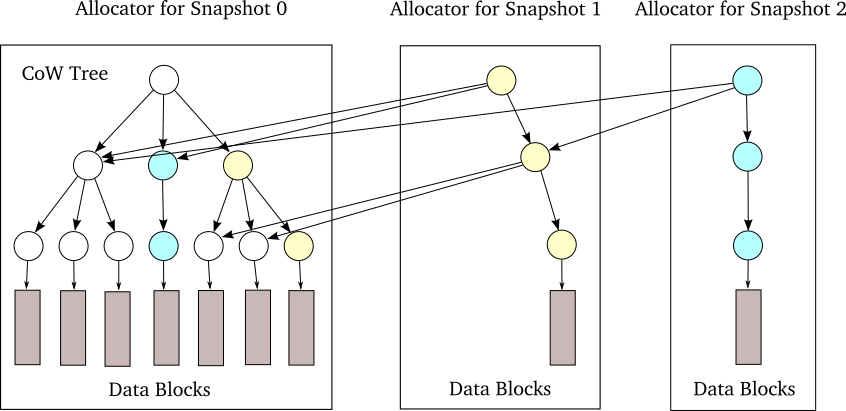 Allocator for Snapshot 0
Allocator for Snapshot 1
Allocator for Snapshot 2
CoW Tree
Data Blocks
Data Blocks
Data Blocks